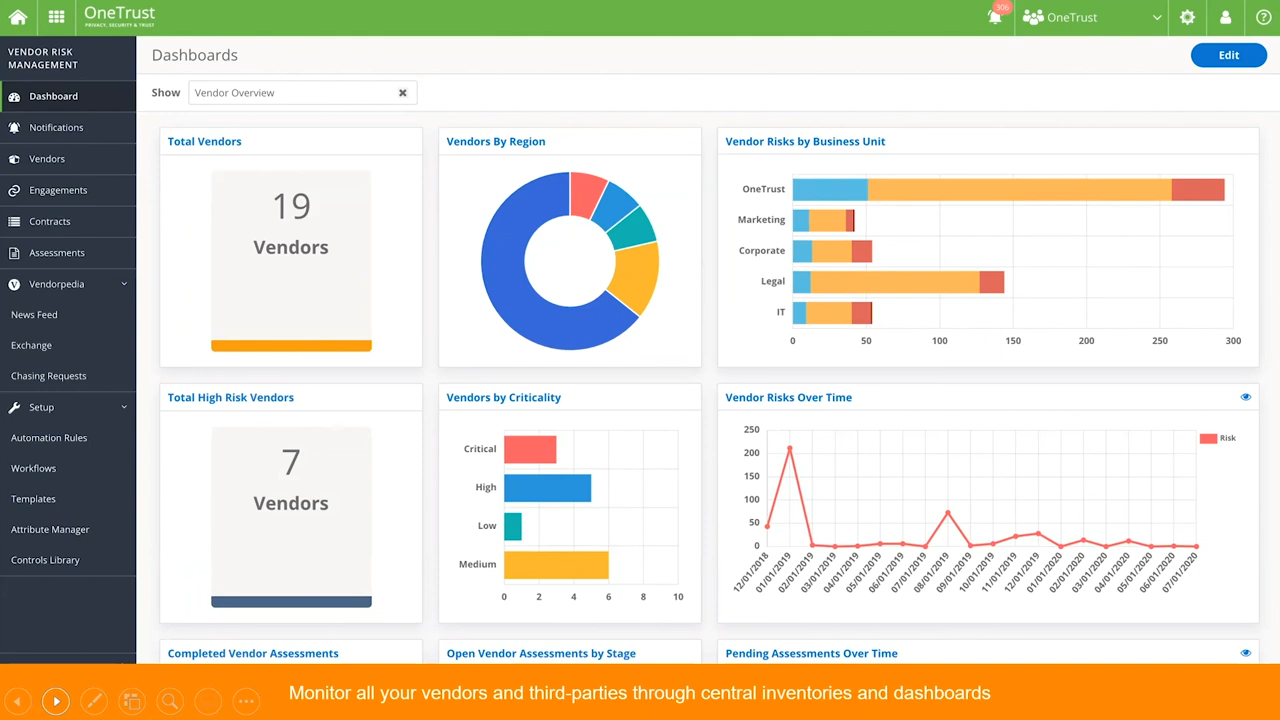 OneTrust
PRIVACY, SECURITY & TRUST
306
OneTrust
VENDOR RISK
MANAGEMENT
Dashboard
Notifications
Vendors
Engagements
Contracts
Assessments
Vendorpedia
News Feed
Exchange
Chasing Requests
Setup
Automation Rules
Workflows
Templates
Attribute Manager
Controls Library
Dashboards
Edit
Show
Vendor Overview
Total Vendors
19
Vendors
Vendors By Region
Vendor Risks by Business Unit
OneTrust
Marketing
Corporate
Legal
IT
0 50 100 150 200 250 300
Total High Risk Vendors
7
Vendors
Vendors by Criticality
Critical
High
Low
Medium
0 2 4 6 8 10
Vendor Risks Over Time
Risk
250
200
150
100
50
0
12/01/2018 01/01/2019 02/01/2019 03/01/2019 04/01/2019 05/01/2019 06/01/2019 07/01/2019 08/01/2019 09/01/2019 10/01/2019 11/01/2019 12/01/2019 01/01/2020 02/01/2020 03/01/2020 04/01/2020 05/01/2020 06/01/2020 07/01/2020
Completed Vendor Assessments
Open Vendor Assessments by Stage
Pending Assessments Over Time
Monitor all your vendors and third-parties through central inventories and dashboards